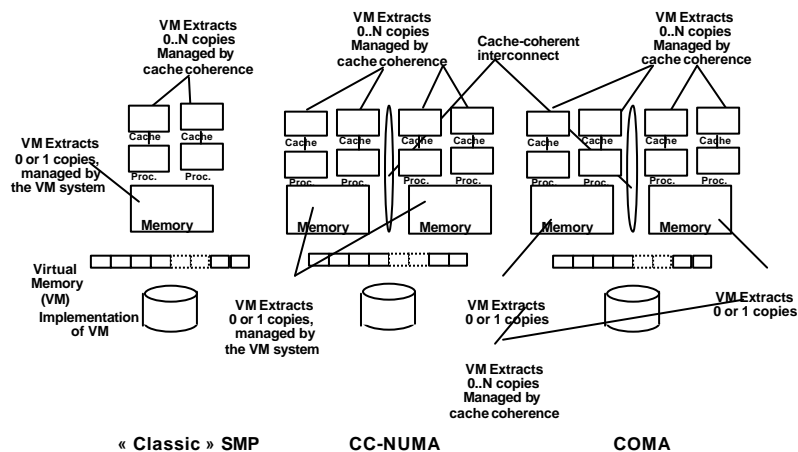 VM Extracts
0..N copies
Managed by
cache coherence
VM Extracts
0..N copies
Managed by
cache coherence
Cache-coherent
interconnect
VM Extracts
0..N copies
Managed by
cache coherence
VM Extracts
0 or 1 copies,
managed by
the VM system
Cache
Cache
Proc.
Proc.
Memory
Cache
Cache
Cache
Cache
Proc.
Proc.
Proc.
Proc.
Memory
Memory
Cache
Cache
Cache
Cache
Proc.
Proc.
Proc.
Proc.
Memory
Memory
Virtual
Memory
(VM)
Implementation
of VM
VM Extracts
0 or 1 copies,
managed by
the VM system
VM Extracts
0 or 1 copies
VM Extracts
0 or 1 copies
VM Extracts
0..N copies
Managed by
cache coherence
« Classic » SMP
CC-NUMA
COMA